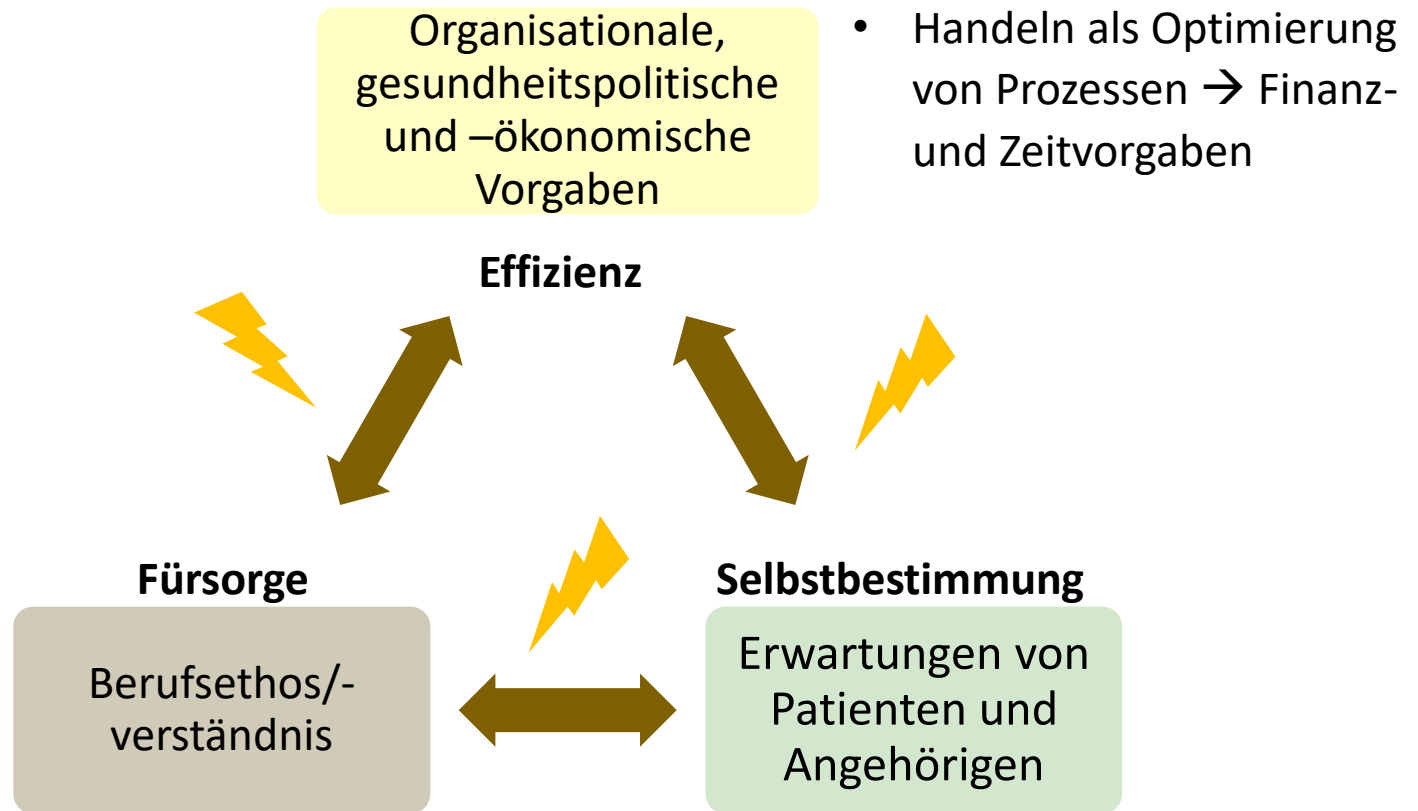 Organisationale,
gesundheitspolitische
und –ökonomische
Vorgaben
• Handeln als Optimierung
von Prozessen → Finanz-
und Zeitvorgaben
Effizienz
Fürsorge
Berufsethos/-
verständnis
Selbstbestimmung
Erwartungen von
Patienten und
Angehörigen